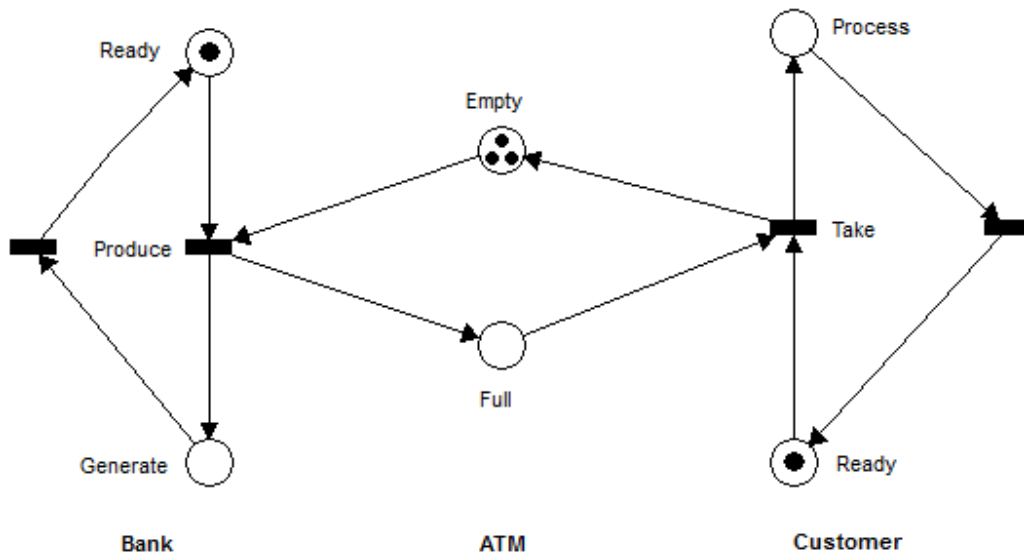 Ready
Process
Empty
Produce
Take
Full
Generate
Ready
Bank
ATM
Customer